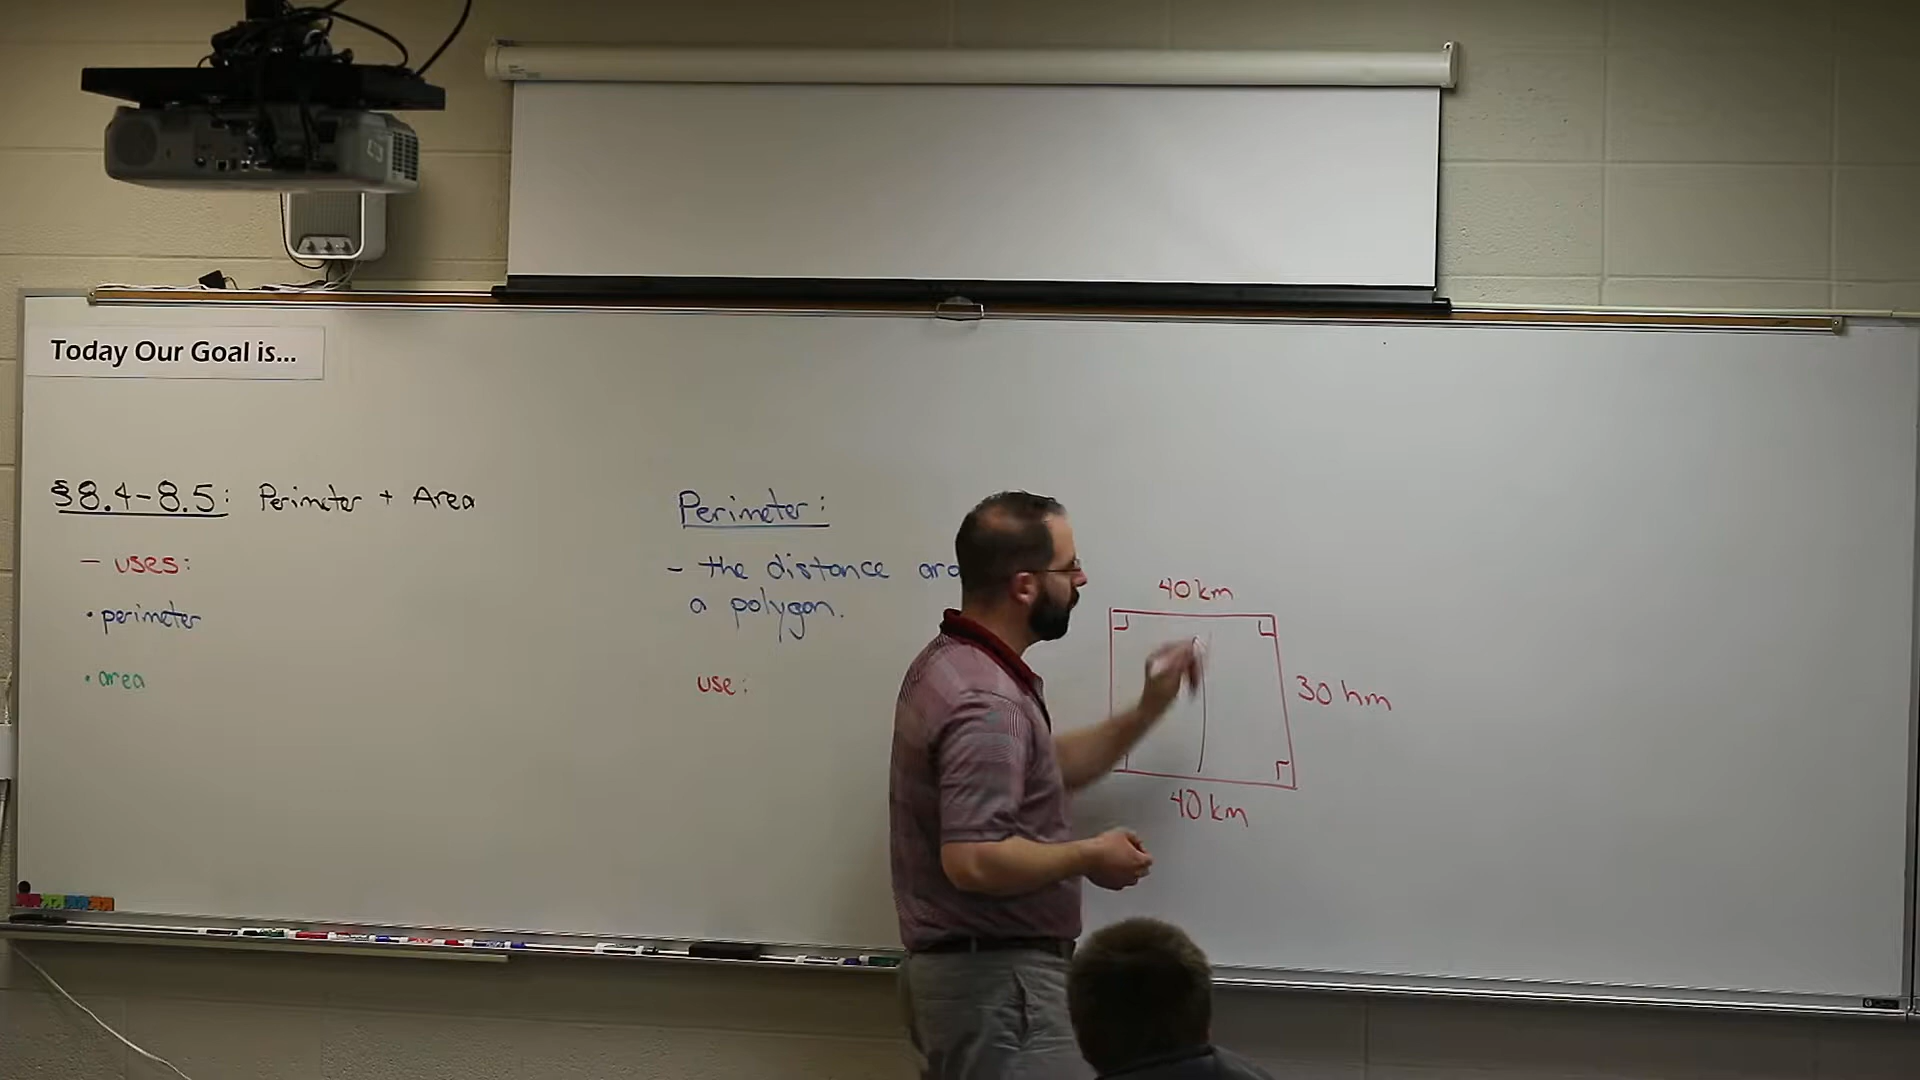 Today Our Goal is...
§8.4-8.5: Perimeter + Area
- uses:
• perimeter
• area
Perimeter:
- the distance
a polygon.
use:
40 km
30 hm
40 km